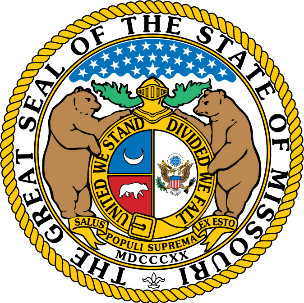 THE GREAT SEAL OF THE STATE OF MISSOURI
UNITED WE STAND DIVIDED WE FALL
SALUS POPULI SUPREMA LEX ESTO
MDCCCXX